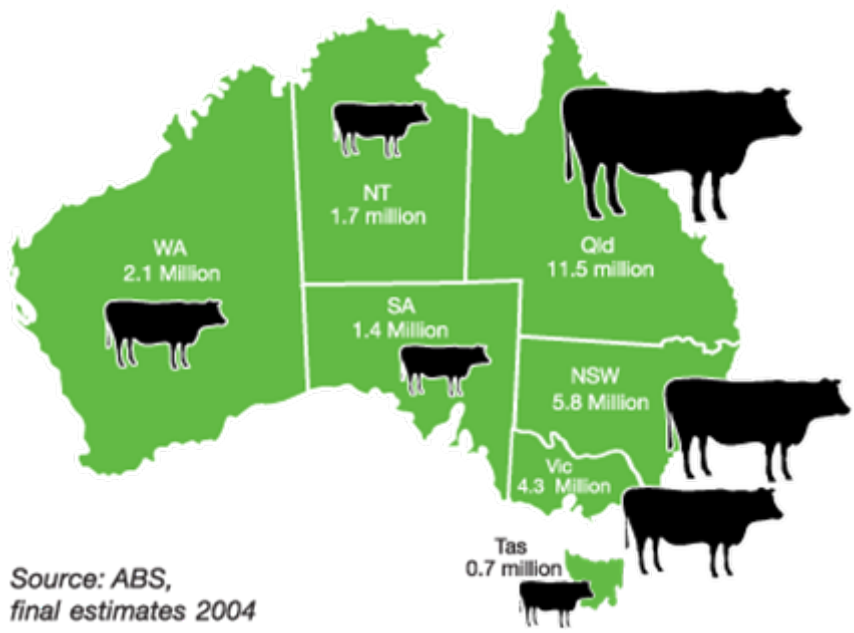 NT
1.7 million
WA
2.1 Million
Qld
11.5 million
SA
1.4 Million
NSW
5.8 Million
Vic
4.3 Million
Tas
0.7 million
Source: ABS,
final estimates 2004